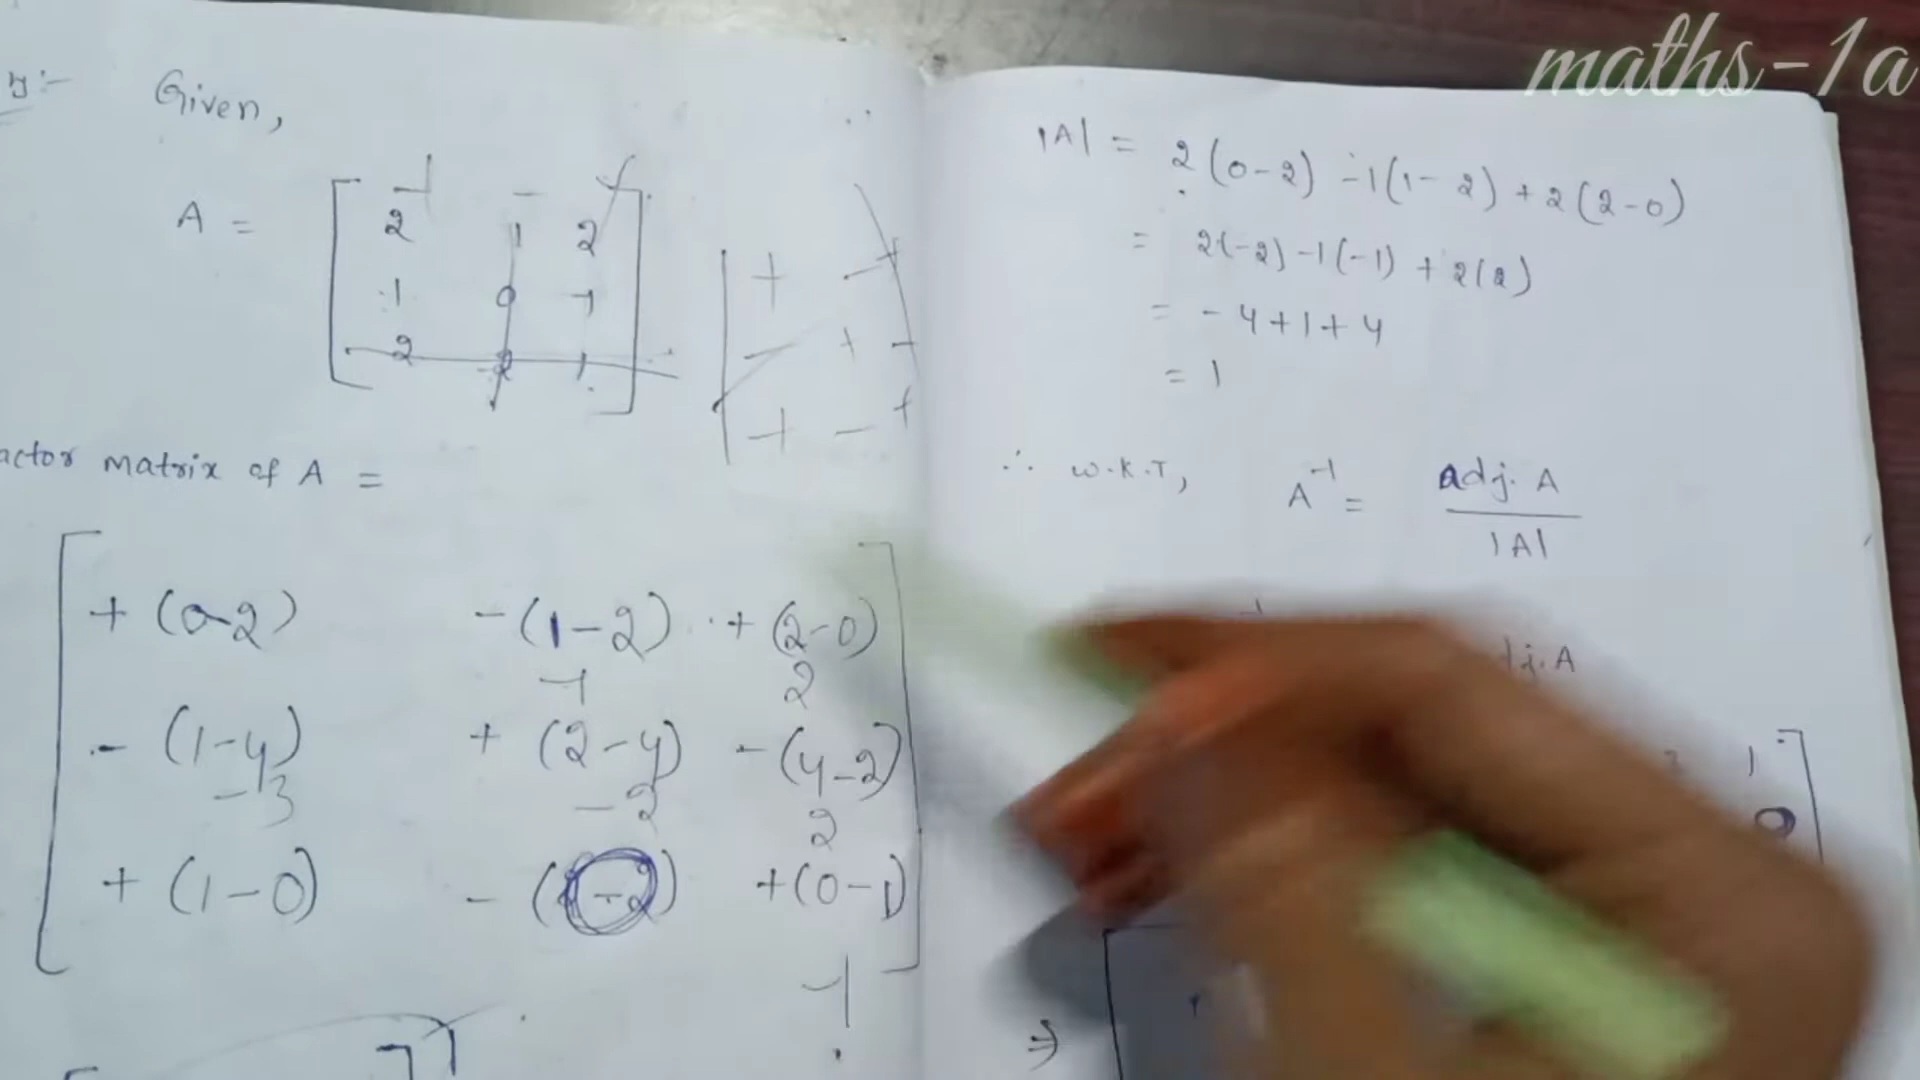 Given,
A =
2 1 2
1 0 1
2 2 1
+ -
- + -
+ - +
actor matrix of A =
+ (0-2) -(1-2) + (2-0)
-1 2
- (1-4) + (2-4) -(4-2)
-3 -2 2
+ (1-0) - ( -2) +(0-1)
-1
maths-1a
|A| = 2(0-2) -1(1-2) + 2(2-0)
= 2(-2) -1(-1) + 2(2)
= -4+1+4
= 1
∴ w.k.T, A⁻¹ = adj. A
|A|
dj. A
1
0
⇒